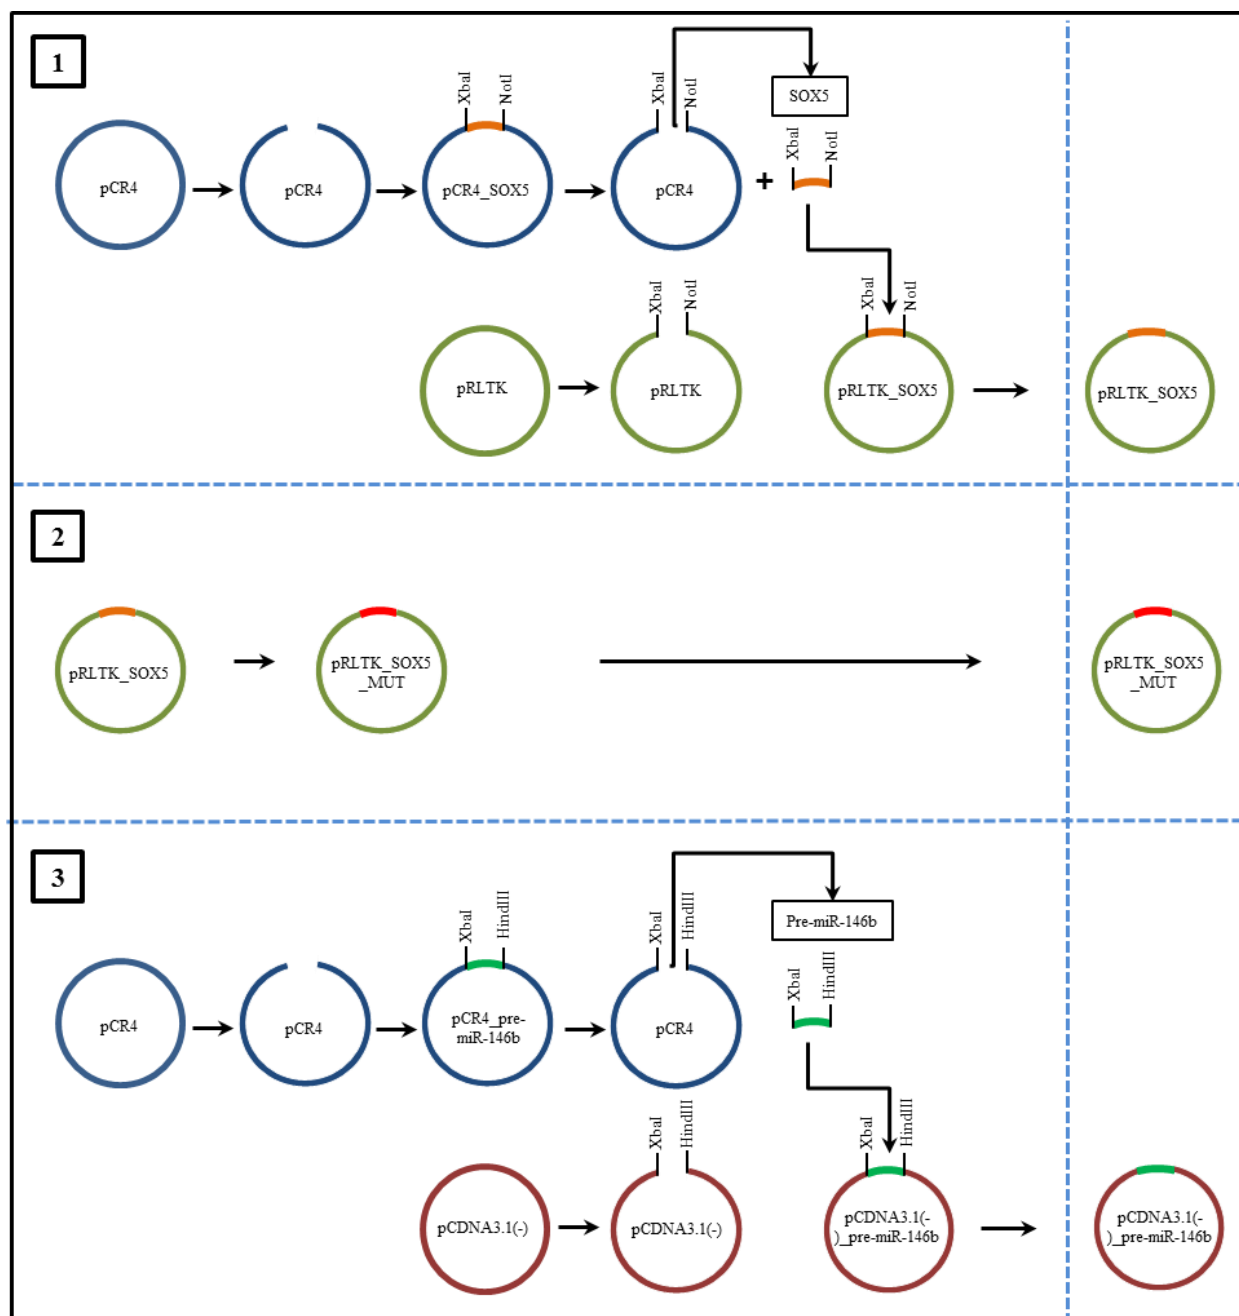 1
XbaI
NotI
XbaI
NotI
SOX5
XbaI
NotI
pCR4
pCR4
pCR4_SOX5
pCR4
+
XbaI
NotI
XbaI
NotI
pRLTK
pRLTK
pRLTK_SOX5
pRLTK_SOX5
2
pRLTK_SOX5
pRLTK_SOX5
_MUT
pRLTK_SOX5
_MUT
3
XbaI
HindIII
XbaI
HindIII
Pre-miR-146b
XbaI
HindIII
pCR4
pCR4
pCR4_pre-
miR-146b
pCR4
XbaI
HindIII
XbaI
HindIII
pCDNA3.1(-)
pCDNA3.1(-)
pCDNA3.1(-
)_pre-miR-146b
pCDNA3.1(-
)_pre-miR-146b